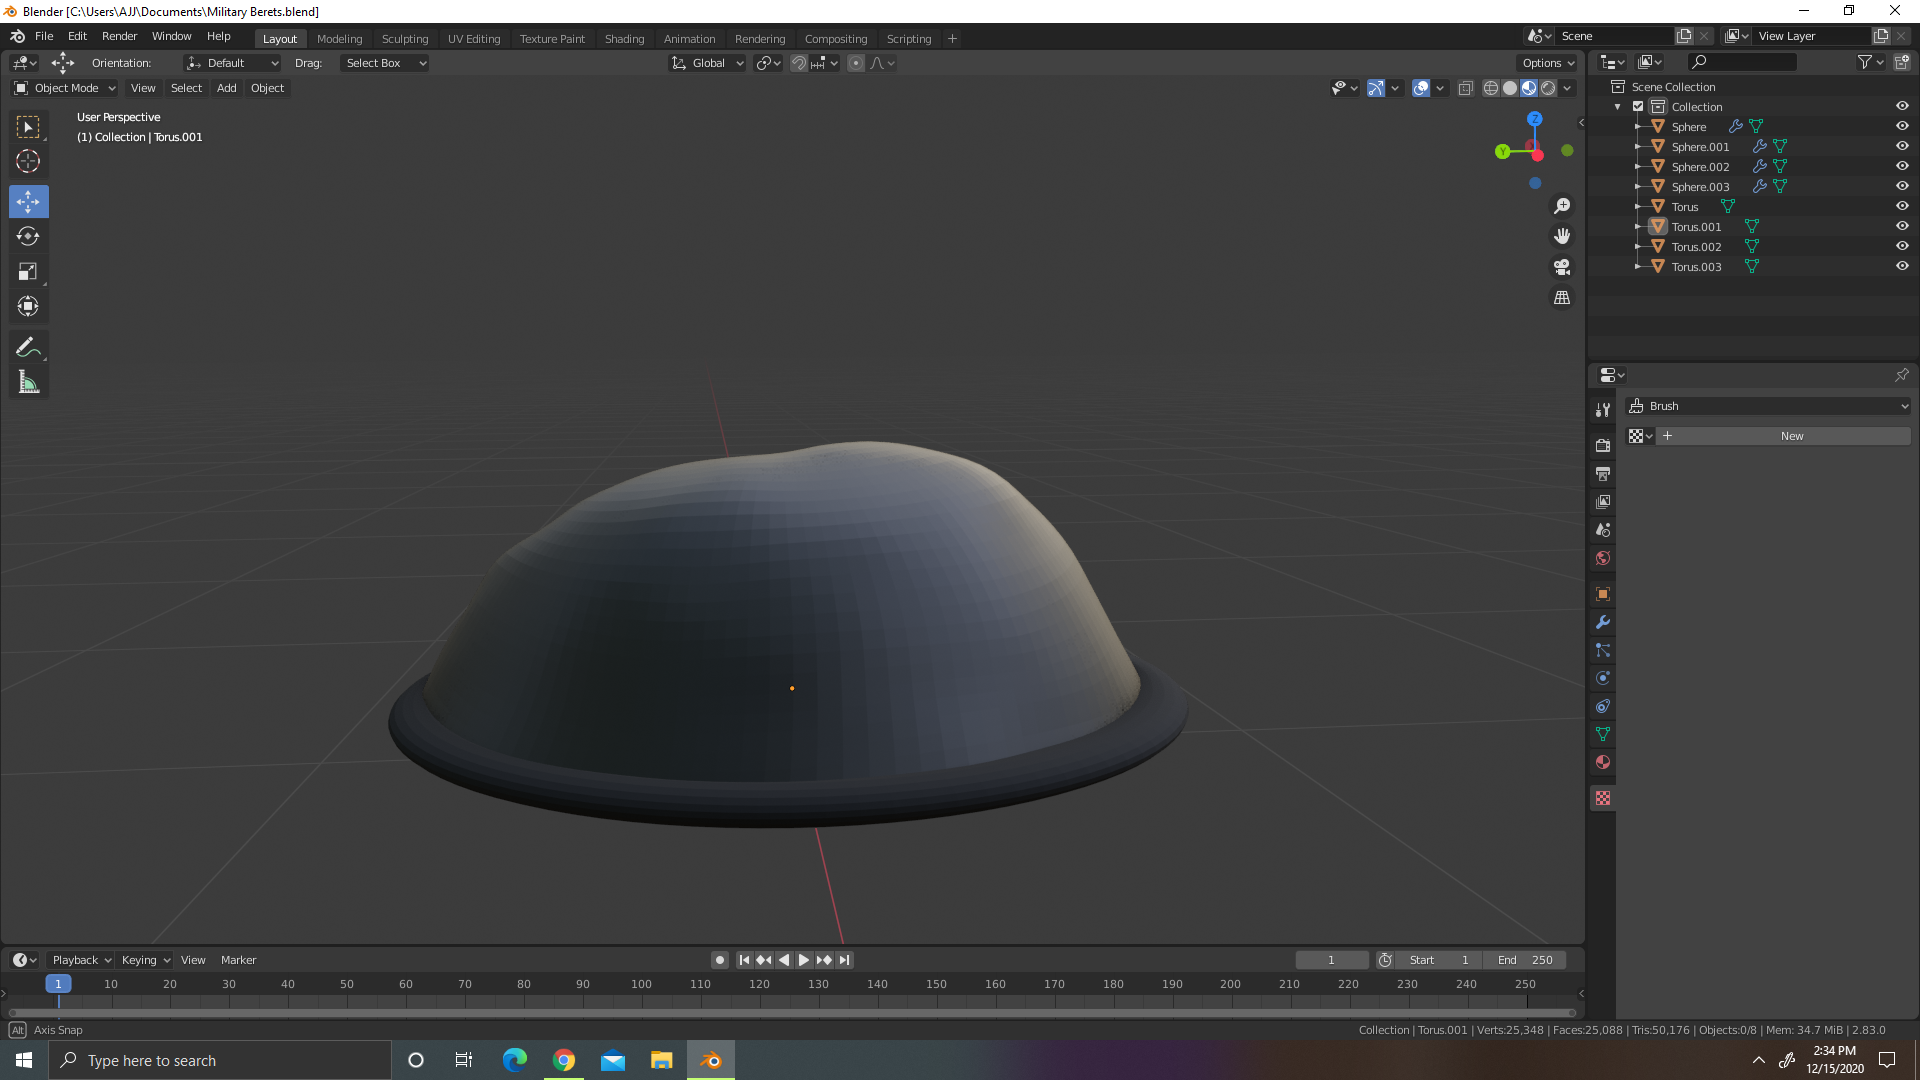 Blender [C:\Users\AJJ\Documents\Military Berets.blend]
File Edit Render Window Help
Layout Modeling Sculpting UV Editing Texture Paint Shading Animation Rendering Compositing Scripting +
Scene
View Layer
Orientation: Default Drag: Select Box
Global
Options
Object Mode View Select Add Object
User Perspective
(1) Collection | Torus.001
Z
Y
Scene Collection
Collection
Sphere
Sphere.001
Sphere.002
Sphere.003
Torus
Torus.001
Torus.002
Torus.003
Brush
+ New
Playback Keying View Marker
1
Start 1
End 250
1 10 20 30 40 50 60 70 80 90 100 110 120 130 140 150 160 170 180 190 200 210 220 230 240 250
Alt Axis Snap
Collection | Torus.001 | Verts:25,348 | Faces:25,088 | Tris:50,176 | Objects:0/8 | Mem: 34.7 MiB | 2.83.0
Type here to search
2:34 PM
12/15/2020